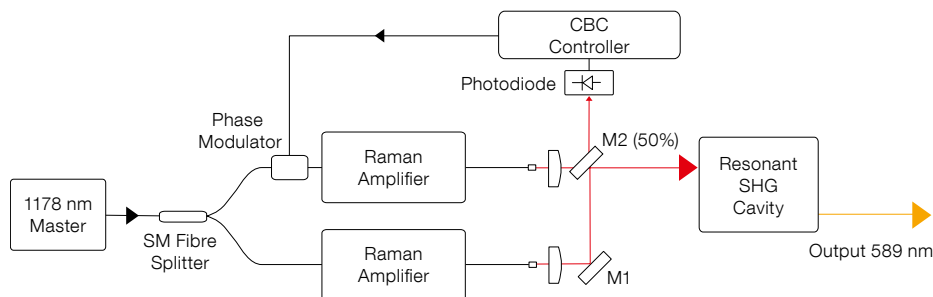 CBC
Controller
Photodiode
Phase
Modulator
M2 (50%)
Raman
Amplifier
Resonant
SHG
Cavity
1178 nm
Master
SM Fibre
Splitter
Raman
Amplifier
M1
Output 589 nm